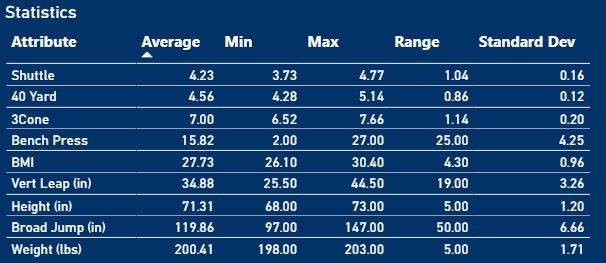 Statistics
Attribute Average Min Max Range Standard Dev
Shuttle 4.23 3.73 4.77 1.04 0.16
40 Yard 4.56 4.28 5.14 0.86 0.12
3Cone 7.00 6.52 7.66 1.14 0.20
Bench Press 15.82 2.00 27.00 25.00 4.25
BMI 27.73 26.10 30.40 4.30 0.96
Vert Leap (in) 34.88 25.50 44.50 19.00 3.26
Height (in) 71.31 68.00 73.00 5.00 1.20
Broad Jump (in) 119.86 97.00 147.00 50.00 6.66
Weight (lbs) 200.41 198.00 203.00 5.00 1.71